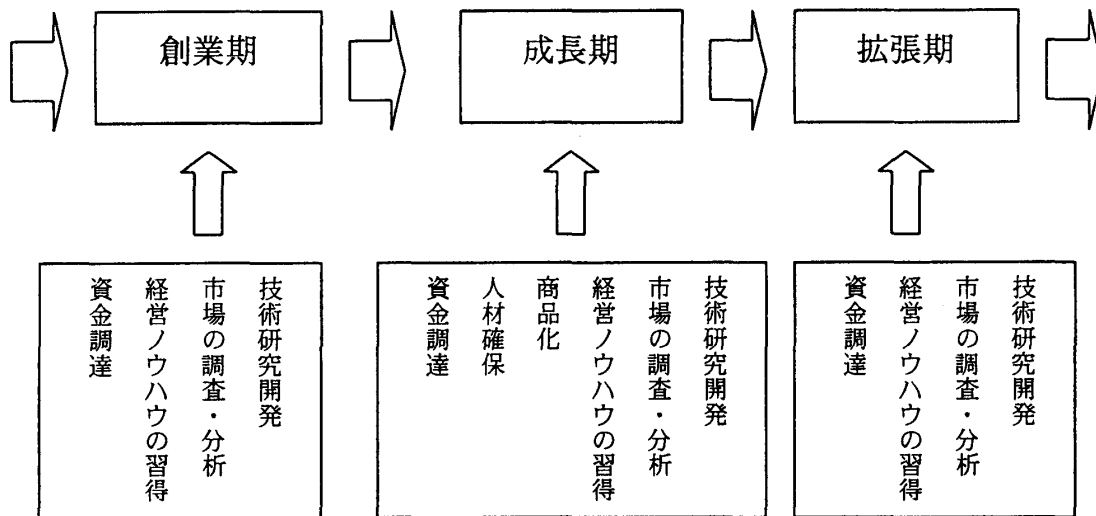 創業期
成長期
拡張期
技術研究開発
市場の調査・分析
経営ノウハウの習得
資金調達
技術研究開発
市場の調査・分析
経営ノウハウの習得
商品化
人材確保
資金調達
技術研究開発
市場の調査・分析
経営ノウハウの習得
資金調達